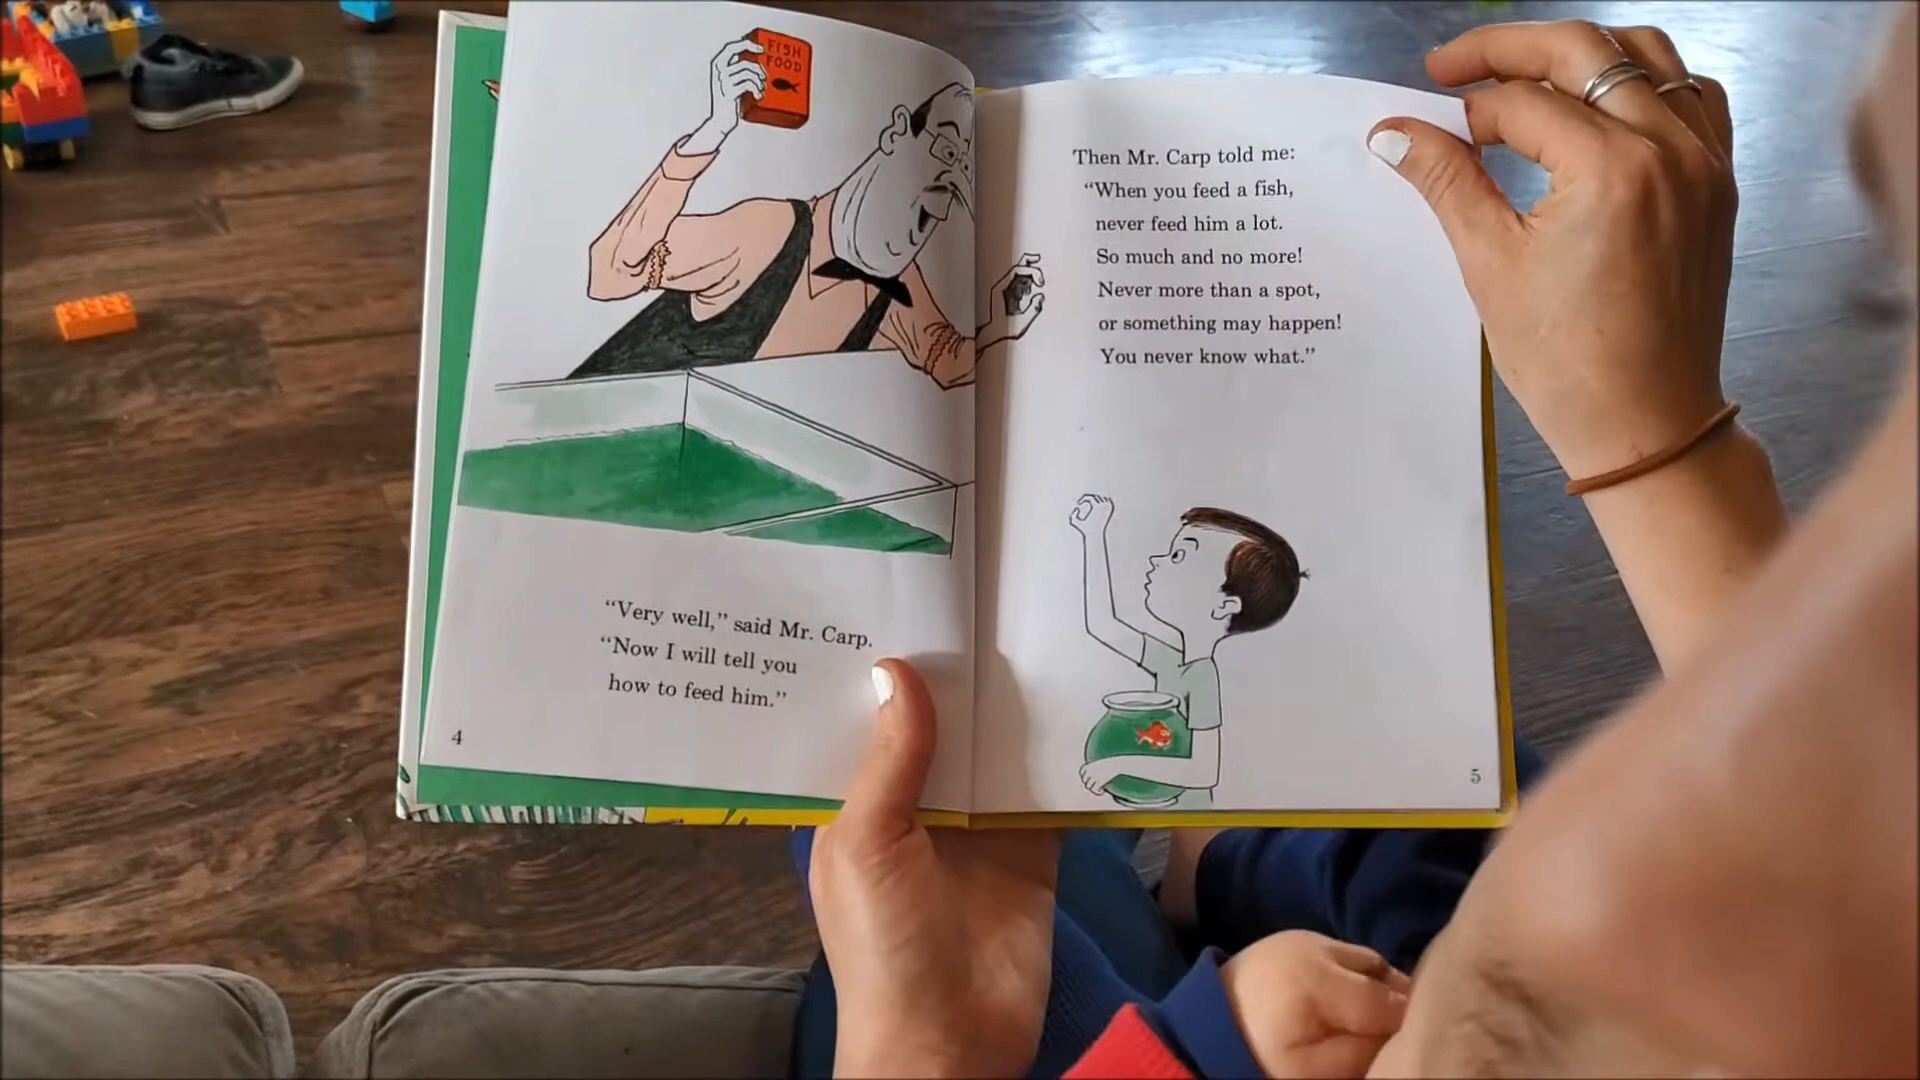 FISH
FOOD
“Very well,” said Mr. Carp.
“Now I will tell you
how to feed him.”
4
Then Mr. Carp told me:
“When you feed a fish,
never feed him a lot.
So much and no more!
Never more than a spot,
or something may happen!
You never know what.”
5